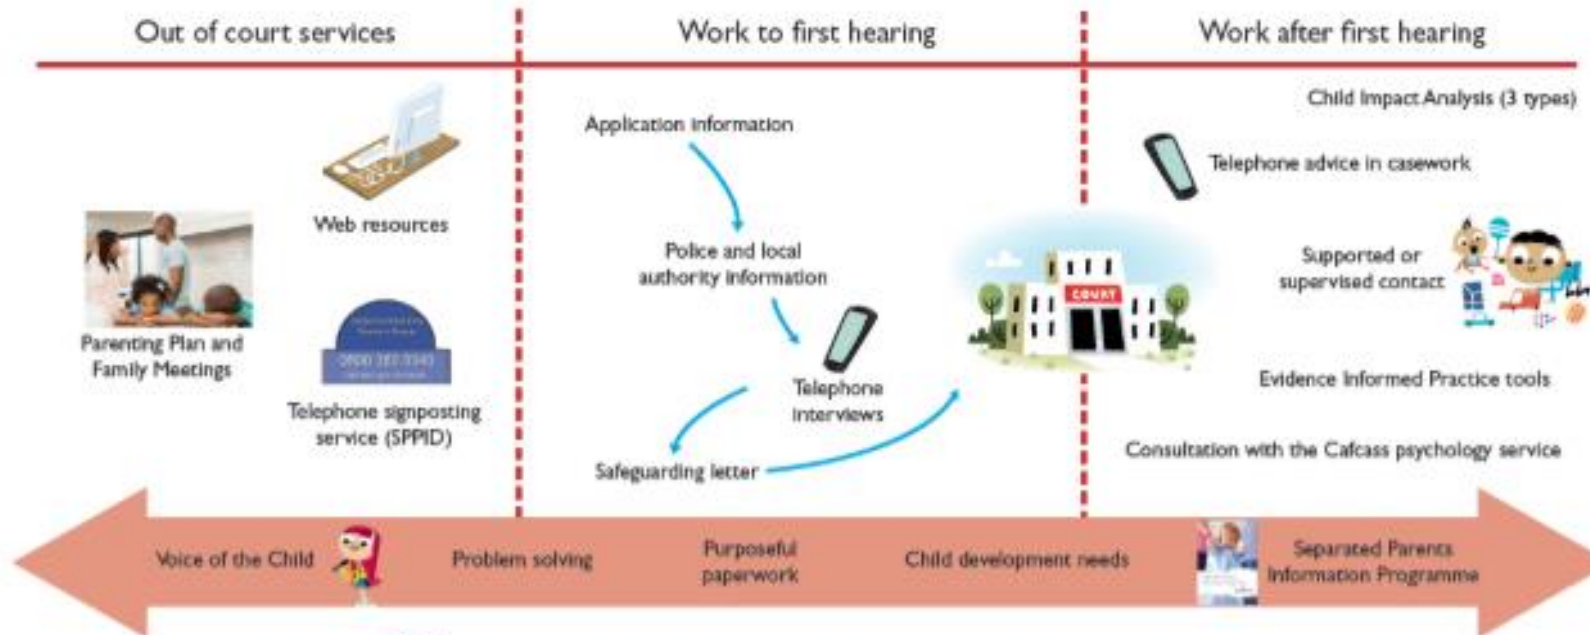 Out of court services
Work to first hearing
Work after first hearing
Web resources
Parenting Plan and
Family Meetings
Telephone signposting
service (SPPID)
Application information
Police and local
authority information
Telephone
interviews
Safeguarding letter
COURT
Child Impact Analysis (3 types)
Telephone advice in casework
Supported or
supervised contact
Evidence Informed Practice tools
Consultation with the Cafcass psychology service
Voice of the Child
Problem solving
Purposeful
paperwork
Child development needs
Separated Parents
Information Programme